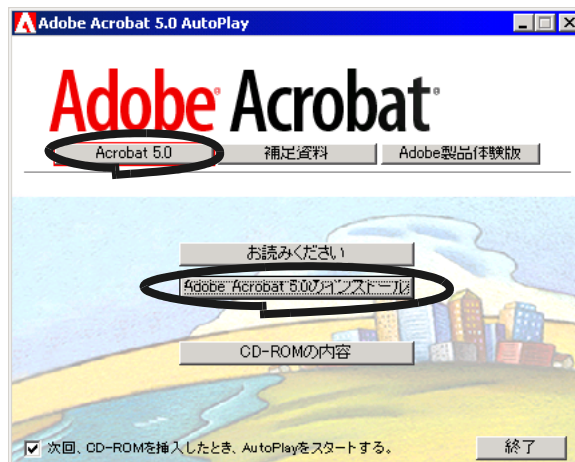 Adobe Acrobat 5.0 AutoPlay
Adobe® Acrobat®
Acrobat 5.0 補足資料 Adobe製品体験版
お読みください
Adobe Acrobat 5.0のインストール
CD-ROMの内容
次回、CD-ROMを挿入したとき、AutoPlayをスタートする。 終了